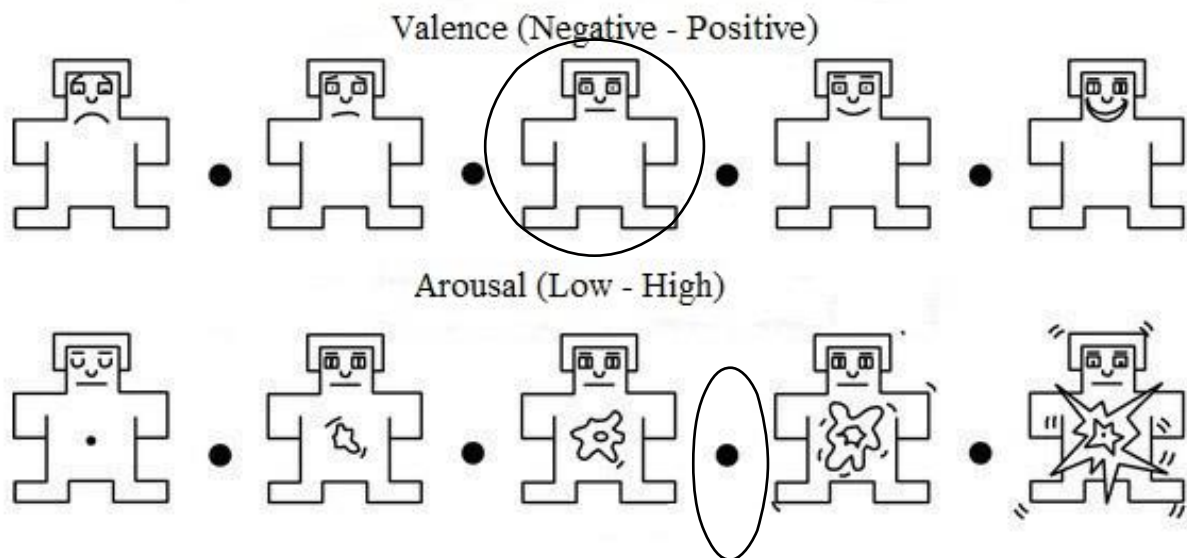 Valence (Negative - Positive)
Arousal (Low - High)